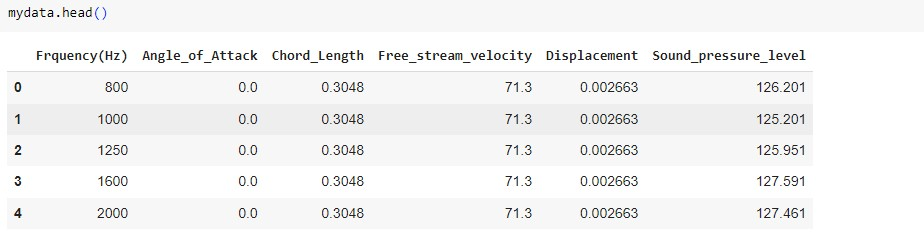 mydata.head()
Frquency(Hz) Angle_of_Attack Chord_Length Free_stream_velocity Displacement Sound_pressure_level
0 800 0.0 0.3048 71.3 0.002663 126.201
1 1000 0.0 0.3048 71.3 0.002663 125.201
2 1250 0.0 0.3048 71.3 0.002663 125.951
3 1600 0.0 0.3048 71.3 0.002663 127.591
4 2000 0.0 0.3048 71.3 0.002663 127.461